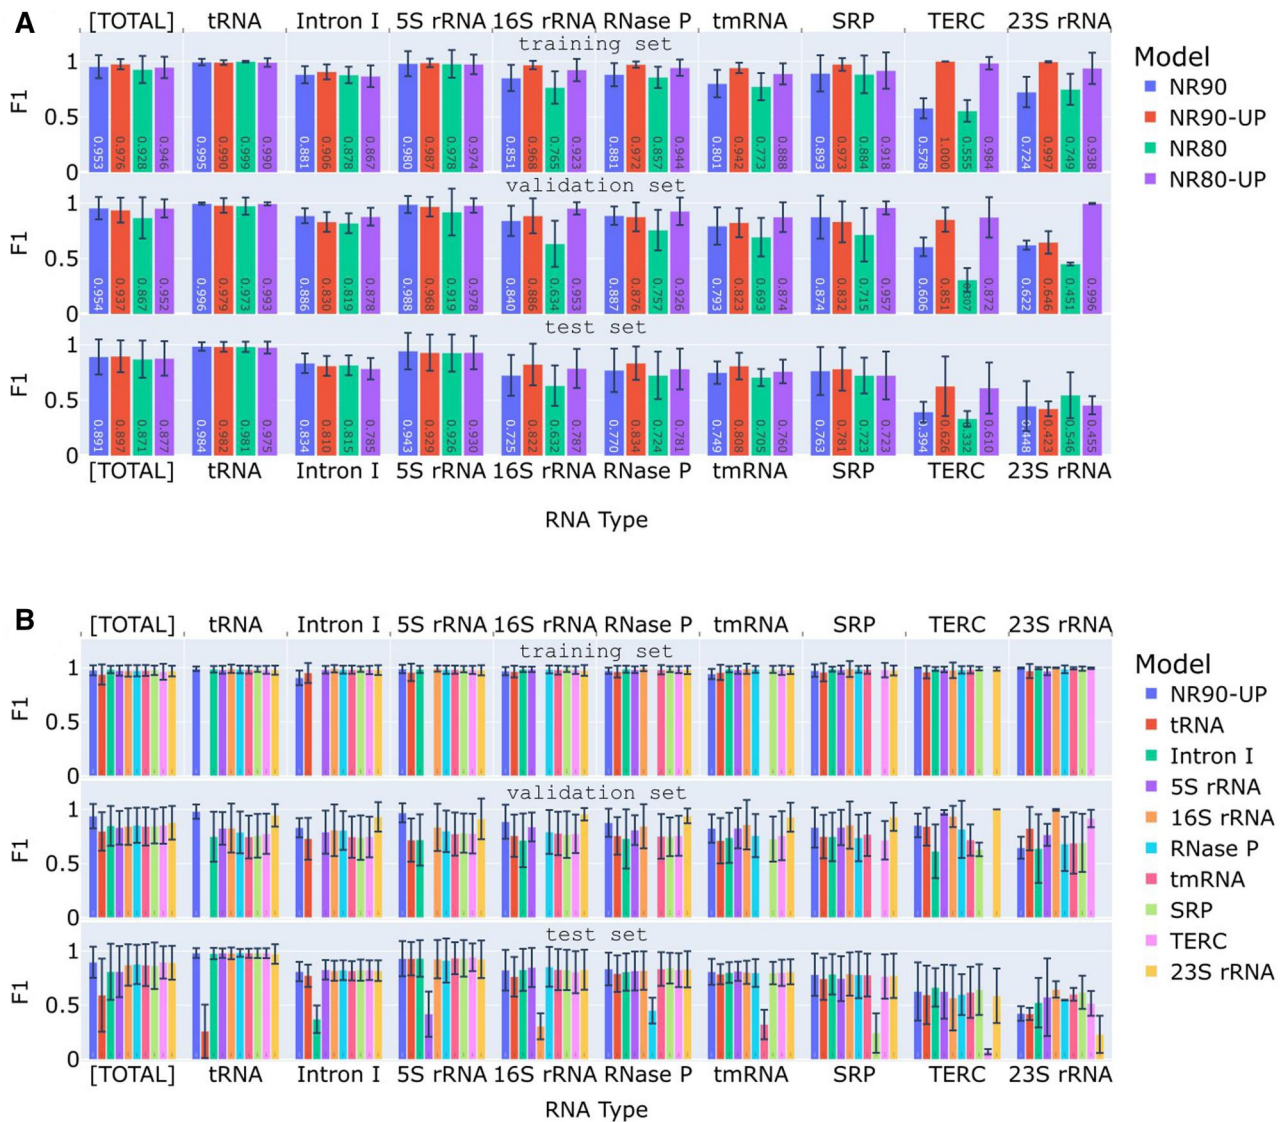 A
[TOTAL] tRNA Intron I 5S rRNA 16S rRNA RNase P tmRNA SRP TERC 23S rRNA
training set
F1
1
0.5
0
0.953 0.976 0.928 0.946 0.995 0.990 0.999 0.990 0.881 0.906 0.878 0.867 0.980 0.987 0.978 0.974 0.851 0.968 0.765 0.923 0.881 0.972 0.857 0.944 0.801 0.942 0.773 0.888 0.893 0.973 0.884 0.918 0.578 1.000 0.555 0.984 0.724 0.997 0.749 0.938
validation set
F1
1
0.5
0
0.954 0.937 0.867 0.952 0.996 0.979 0.973 0.993 0.886 0.830 0.819 0.878 0.988 0.968 0.919 0.978 0.840 0.886 0.634 0.953 0.887 0.876 0.757 0.926 0.793 0.823 0.693 0.874 0.874 0.832 0.715 0.957 0.606 0.851 0.872 0.622 0.646 0.451 0.996
test set
F1
1
0.5
0
0.891 0.897 0.871 0.877 0.984 0.982 0.981 0.975 0.834 0.810 0.815 0.785 0.943 0.929 0.926 0.930 0.725 0.822 0.632 0.787 0.770 0.834 0.724 0.781 0.749 0.808 0.705 0.760 0.763 0.781 0.723 0.723 0.394 0.626 0.332 0.610 0.448 0.423 0.546 0.455
[TOTAL] tRNA Intron I 5S rRNA 16S rRNA RNase P tmRNA SRP TERC 23S rRNA
RNA Type
Model
NR90
NR90-UP
NR80
NR80-UP
B
[TOTAL] tRNA Intron I 5S rRNA 16S rRNA RNase P tmRNA SRP TERC 23S rRNA
training set
F1
1
0.5
0
validation set
F1
1
0.5
0
test set
F1
1
0.5
0
[TOTAL] tRNA Intron I 5S rRNA 16S rRNA RNase P tmRNA SRP TERC 23S rRNA
RNA Type
Model
NR90-UP
tRNA
Intron I
5S rRNA
16S rRNA
RNase P
tmRNA
SRP
TERC
23S rRNA